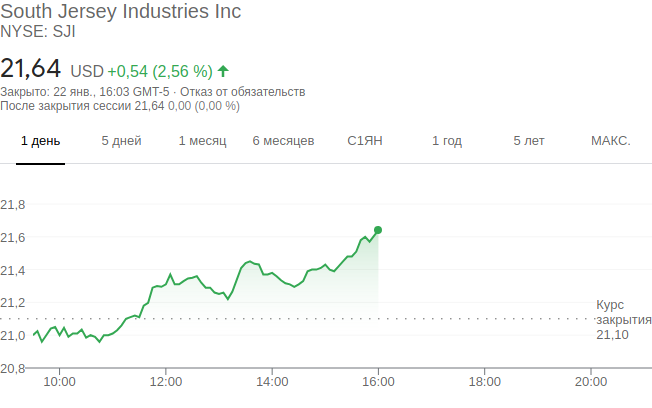 South Jersey Industries Inc
NYSE: SJI
21,64 USD +0,54 (2,56 %)
Закрыто: 22 янв., 16:03 GMT-5 · Отказ от обязательств
После закрытия сессии 21,64 0,00 (0,00 %)
1 день 5 дней 1 месяц 6 месяцев С1ЯН 1 год 5 лет МАКС.
21,8
21,6
21,4
21,2
Курс
закрытия
21,10
21,0
20,8
10:00 12:00 14:00 16:00 18:00 20:00